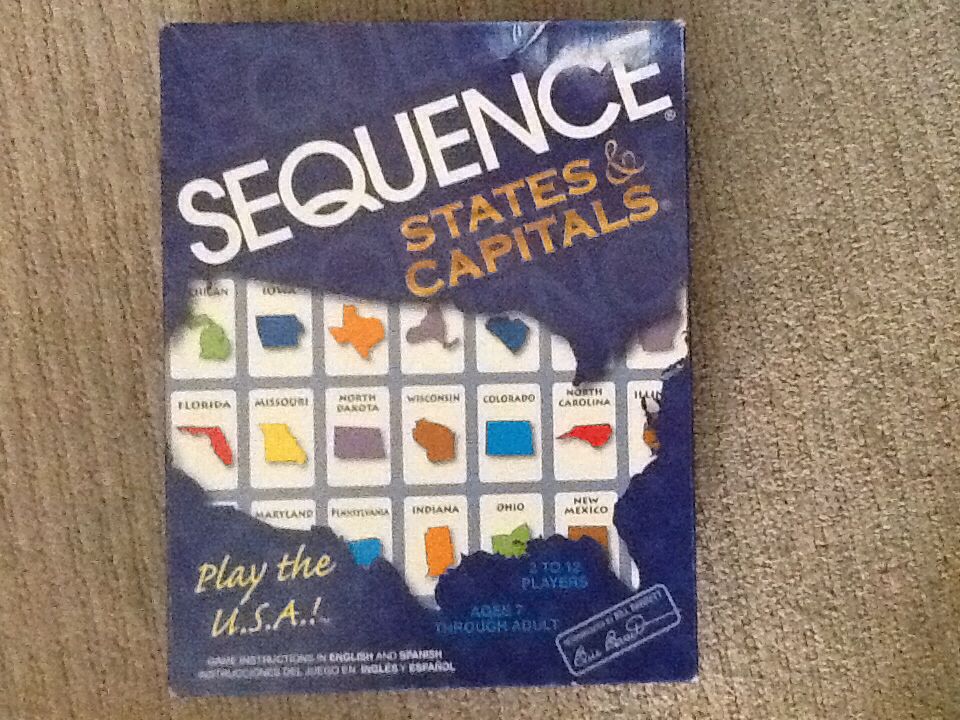 SEQUENCE®
STATES &
CAPITALS
IOWA
FLORIDA MISSOURI NORTH DAKOTA WISCONSIN COLORADO NORTH CAROLINA
MARYLAND PENNSYLVANIA INDIANA OHIO NEW MEXICO
Play the
U.S.A.!
2 TO 12
PLAYERS
AGES 7
THROUGH ADULT
GAME INSTRUCTIONS IN ENGLISH AND SPANISH
INSTRUCCIONES DEL JUEGO EN INGLÉS Y ESPAÑOL